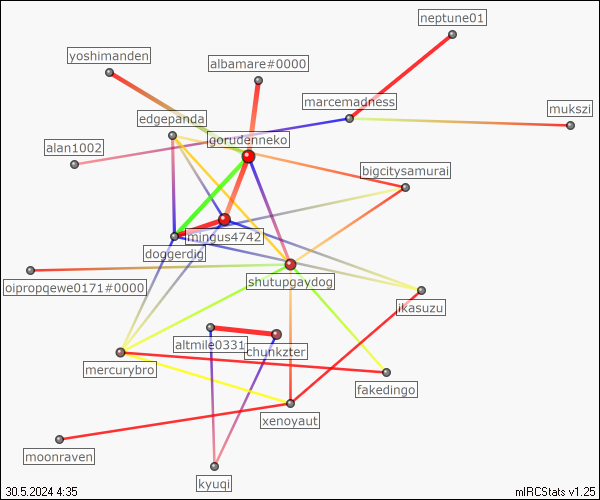 neptune01
yoshimanden
albamare#0000
marcemadness
mukszi
edgepanda
gorudenneko
alan1002
bigcitysamurai
mingus4742
doggerdig
shutupgaydog
oipropqewe0171#0000
ikasuzu
altmile0331
chunkzter
mercurybro
fakedingo
xenoyaut
moonraven
kyuqi
30.5.2024 4:35
mIRCStats v1.25